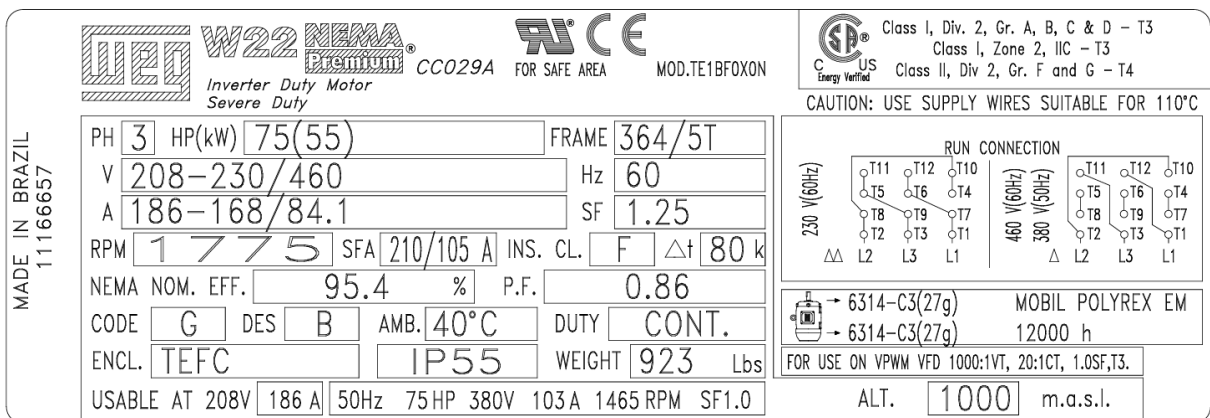 WEG W22 NEMA Premium® CC029A
Inverter Duty Motor
Severe Duty
FOR SAFE AREA
MOD.TE1BF0X0N
C US
Energy Verified
Class I, Div. 2, Gr. A, B, C & D - T3
Class I, Zone 2, IIC - T3
Class II, Div 2, Gr. F and G - T4
CAUTION: USE SUPPLY WIRES SUITABLE FOR 110°C
MADE IN BRAZIL
11166657
PH 3 HP(kW) 75(55) FRAME 364/5T
V 208-230/460 Hz 60
A 186-168/84.1 SF 1.25
RPM 1775 SFA 210/105 A INS. CL. F Δt 80 k
NEMA NOM. EFF. 95.4 % P.F. 0.86
CODE G DES B AMB. 40°C DUTY CONT.
ENCL. TEFC IP55 WEIGHT 923 Lbs
USABLE AT 208V 186 A 50Hz 75HP 380V 103A 1465RPM SF1.0
RUN CONNECTION
230 V(60Hz)
T11 T12 T10
T5 T6 T4
T8 T9 T7
T2 T3 T1
ΔΔ L2 L3 L1
460 V(60Hz)
380 V(50Hz)
T11 T12 T10
T5 T6 T4
T8 T9 T7
T2 T3 T1
Δ L2 L3 L1
→ 6314-C3(27g) MOBIL POLYREX EM
→ 6314-C3(27g) 12000 h
FOR USE ON VPWM VFD 1000:1VT, 20:1CT, 1.0SF,T3.
ALT. 1000 m.a.s.l.